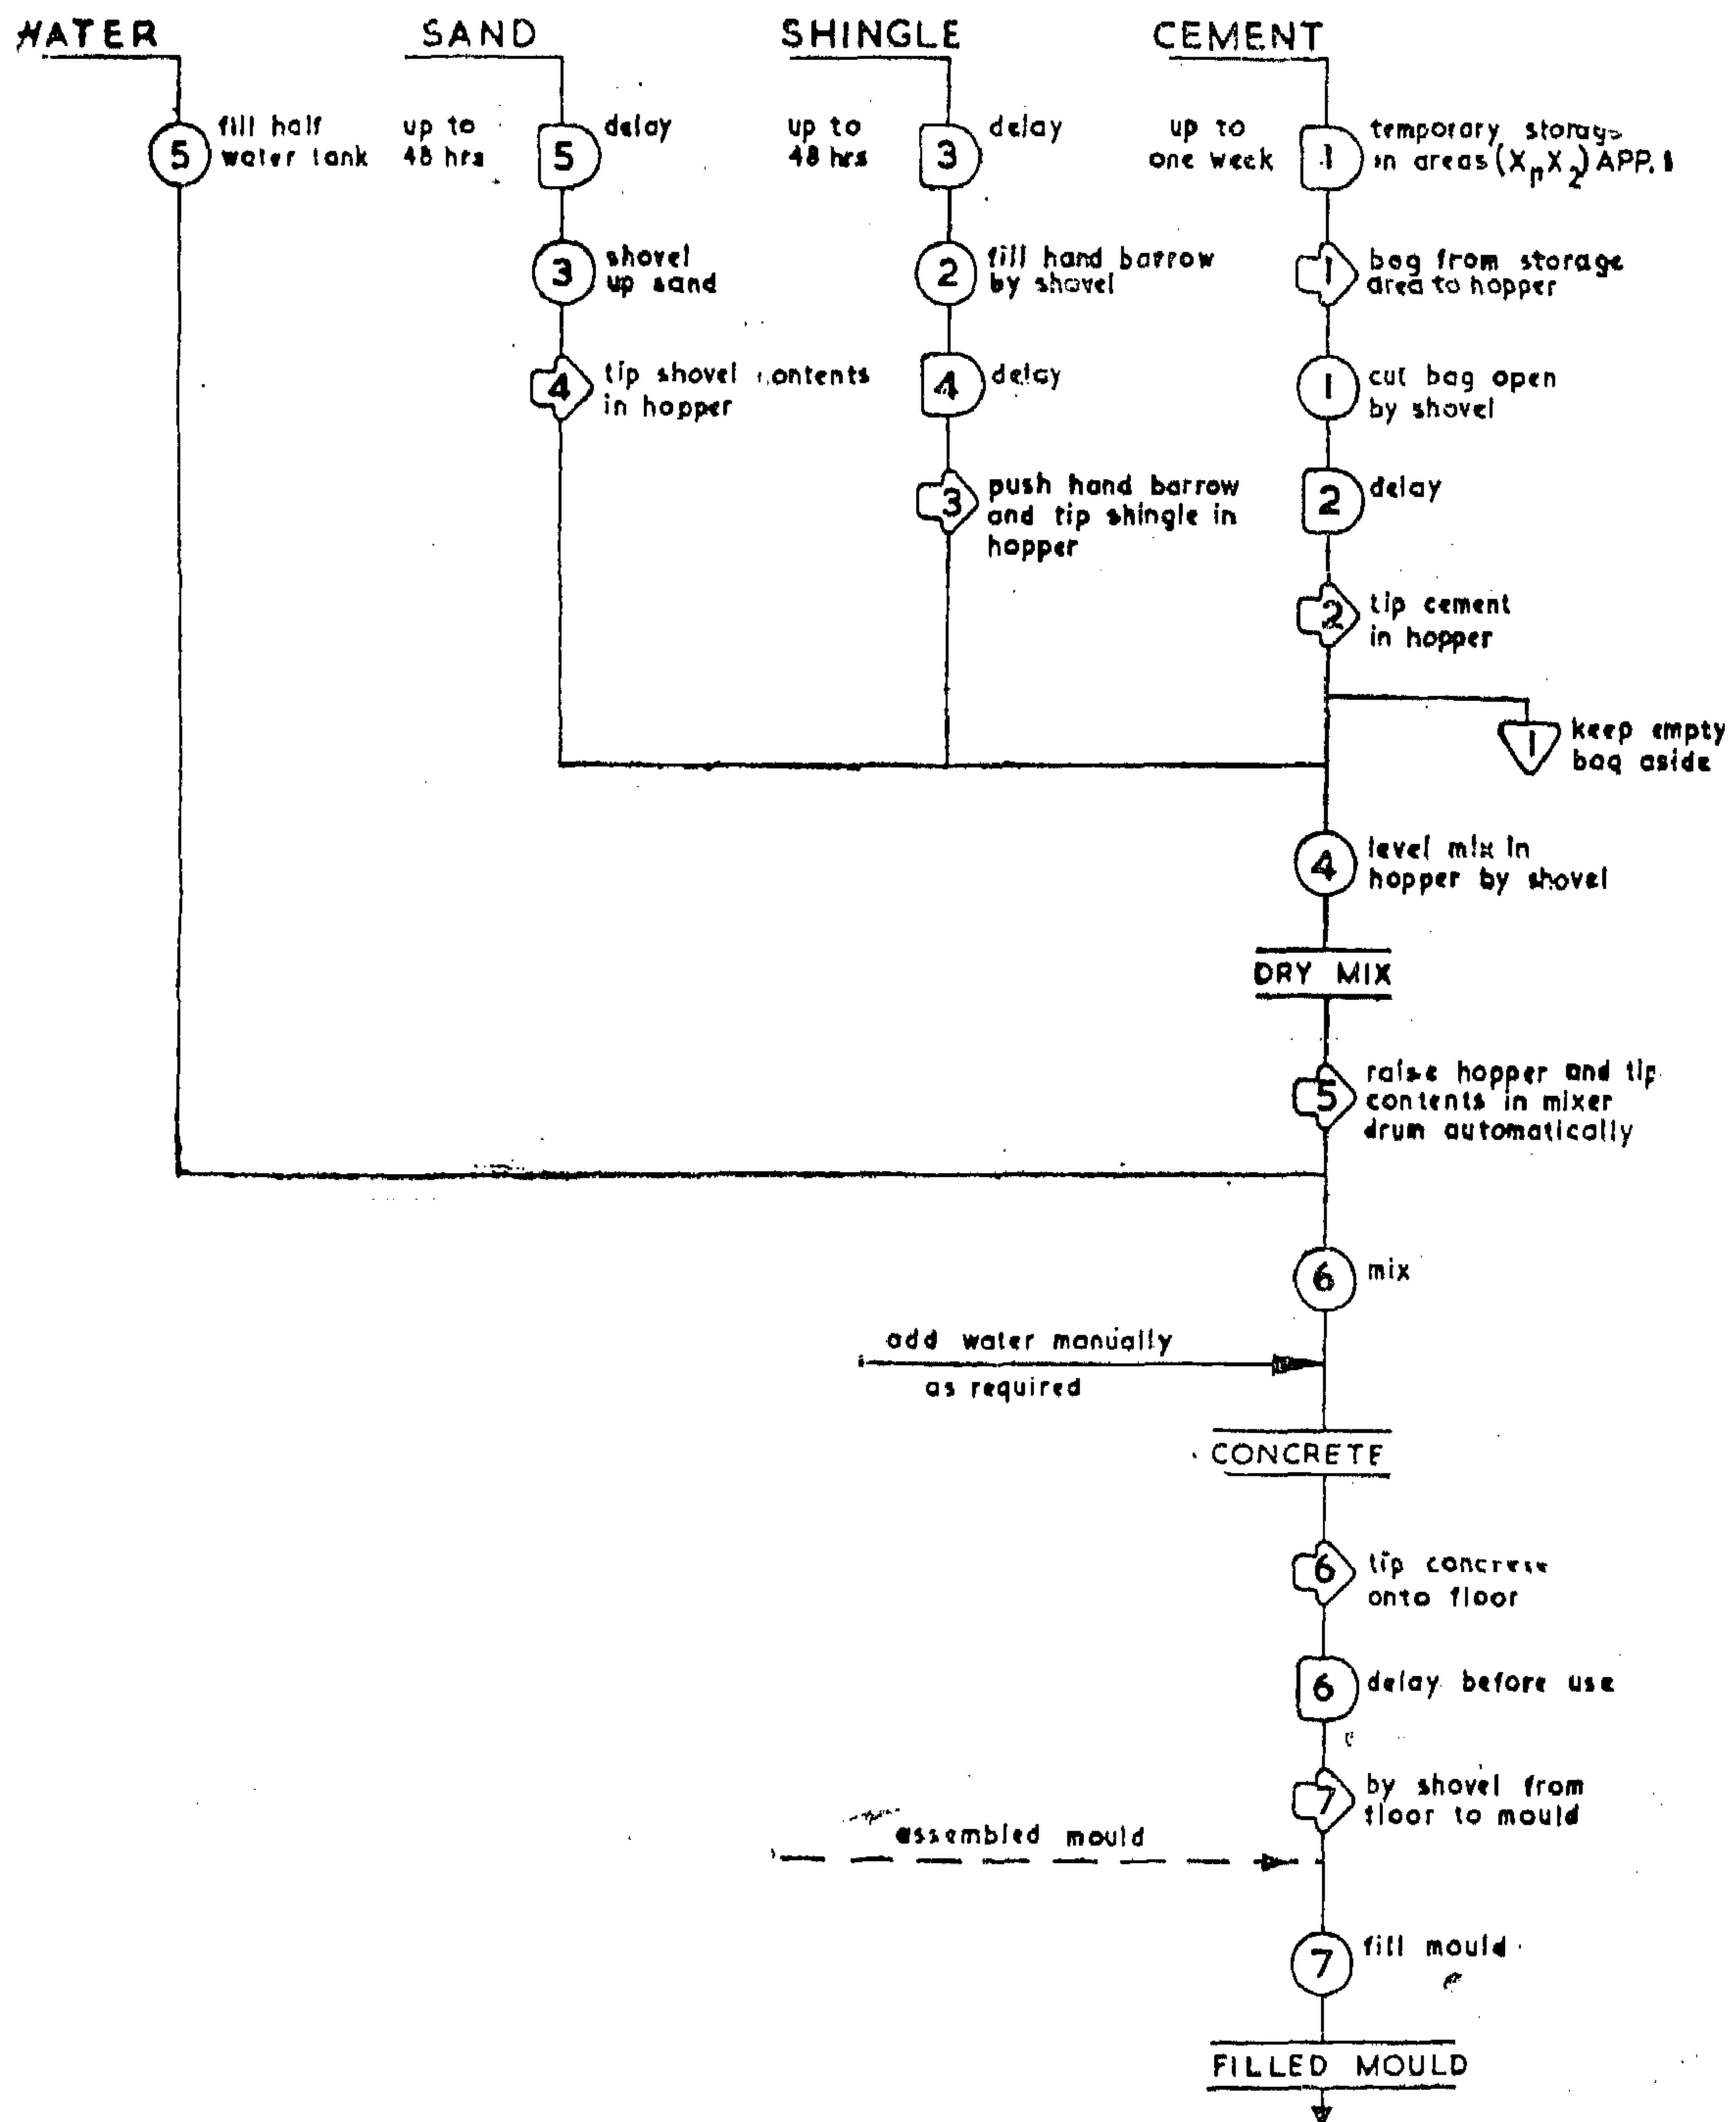 WATER
SAND
SHINGLE
CEMENT
5
fill half
water tank
up to
48 hrs
5
delay
up to
48 hrs
3
delay
up to
one week
1
temporary storage
in areas (X₁, X₂) APP. 1
3
shovel
up sand
2
fill hand barrow
by shovel
1
bag from storage
area to hopper
4
tip shovel contents
in hopper
4
delay
1
cut bag open
by shovel
3
push hand barrow
and tip shingle in
hopper
2
delay
2
tip cement
in hopper
1
keep empty
bag aside
4
level mix in
hopper by shovel
DRY MIX
5
raise hopper and tip
contents in mixer
drum automatically
6
mix
add water manually
as required
CONCRETE
6
tip concrete
onto floor
6
delay before use
7
by shovel from
floor to mould
assembled mould
7
fill mould
FILLED MOULD